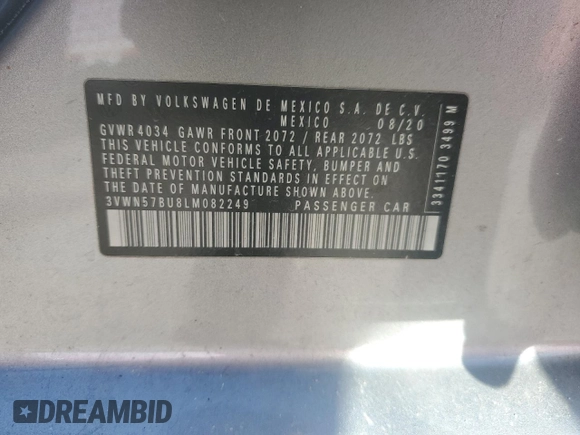 MFD BY VOLKSWAGEN DE MEXICO S.A. DE C.V.
MEXICO 08/20
GVWR 4034 GAWR FRONT 2072 / REAR 2072 LBS
THIS VEHICLE CONFORMS TO ALL APPLICABLE U.S.
FEDERAL MOTOR VEHICLE SAFETY, BUMPER AND
THEFT PREVENTION STANDARDS IN EFFECT ON
THE DATE OF MANUFACTURE SHOWN ABOVE.
3VWN57BU8LM082249 PASSENGER CAR
3341170 3499 M
DREAMBID